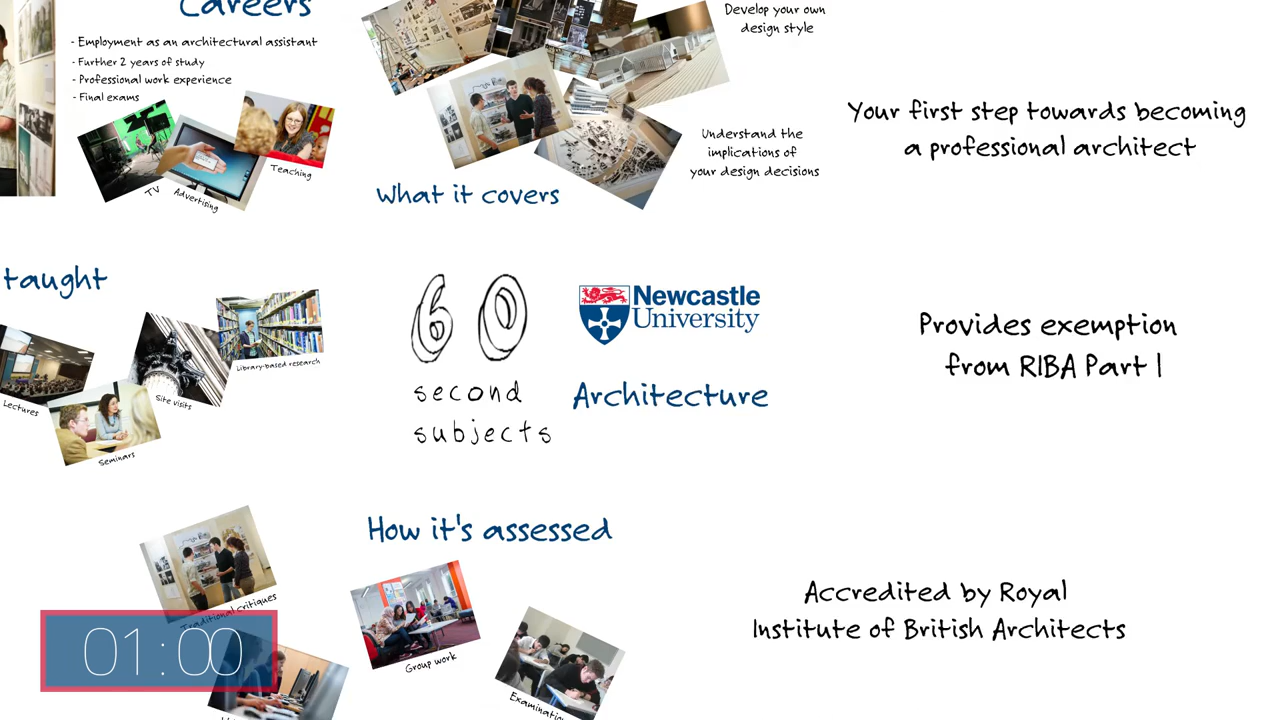 Careers
- Employment as an architectural assistant
- Further 2 years of study
- Professional work experience
- Final exams
TV
Advertising
Teaching
Develop your own
design style
Understand the
implications of
your design decisions
What it covers
Your first step towards becoming
a professional architect
taught
Lectures
Seminars
Site visits
Library-based research
60
second
subjects
Newcastle
University
Architecture
Provides exemption
from RIBA Part 1
How it's assessed
Traditional critiques
Group work
Accredited by Royal
Institute of British Architects
01:00